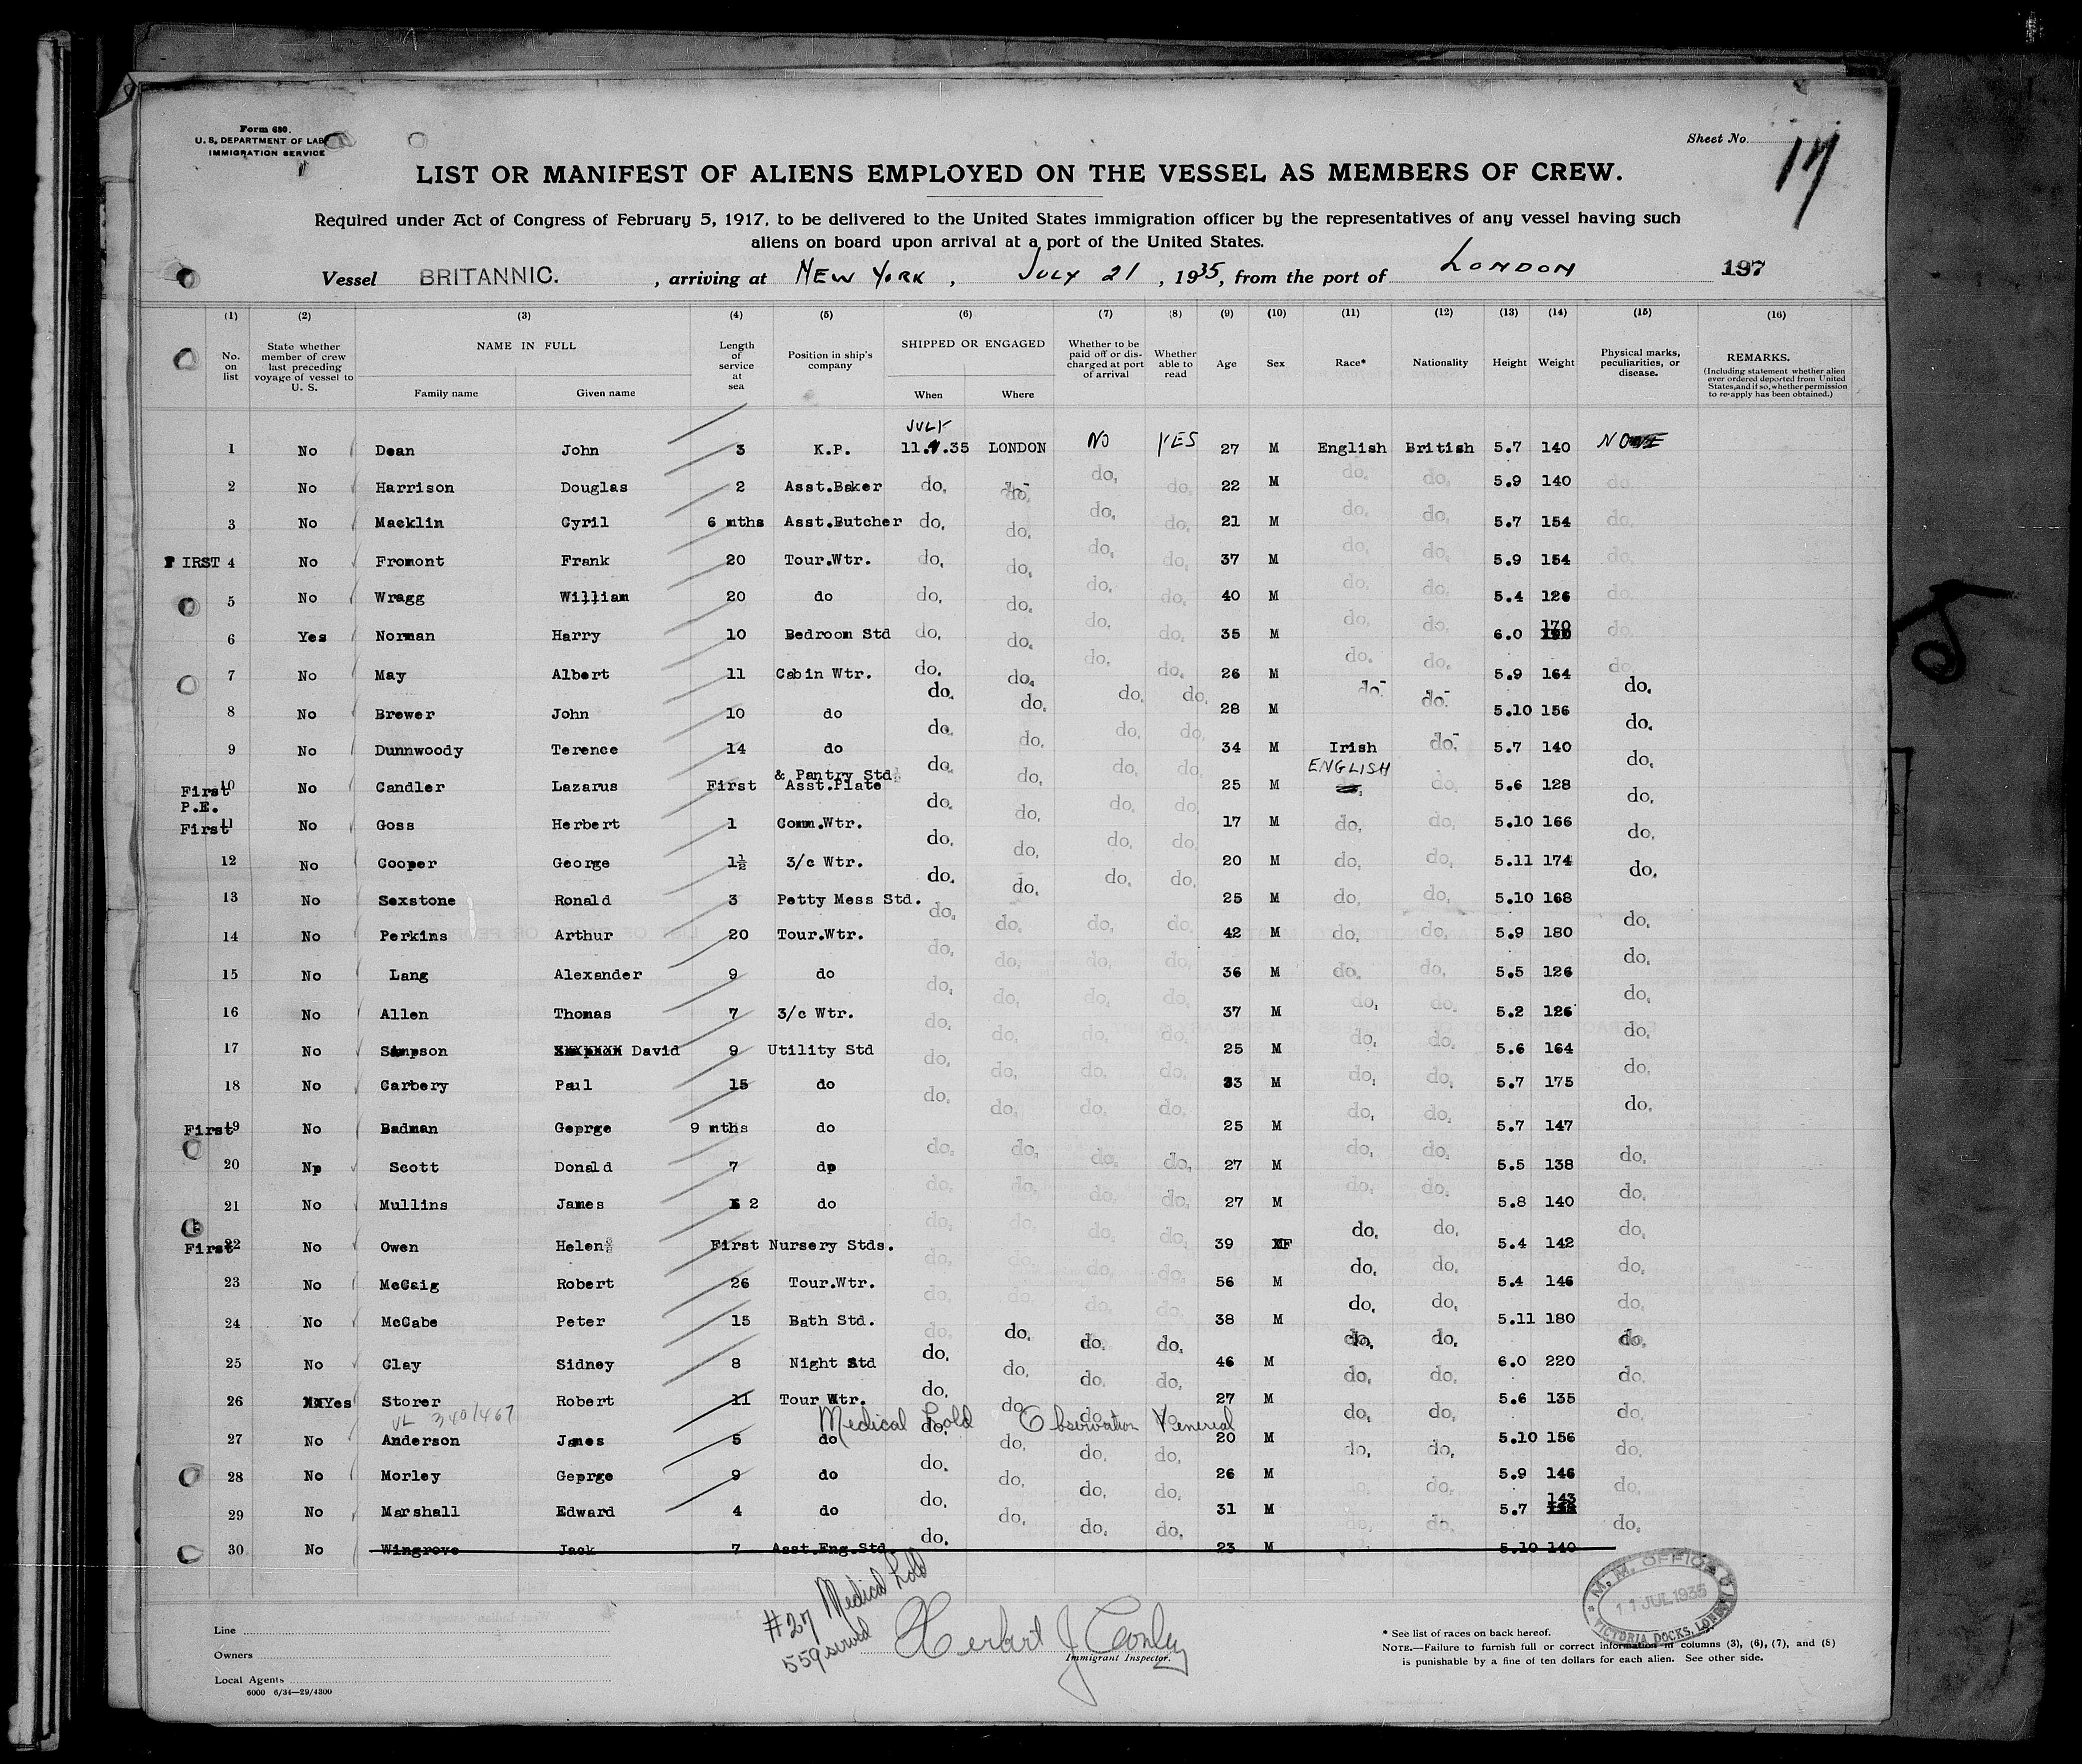 Form 680.
U. S. DEPARTMENT OF LAB
IMMIGRATION SERVICE
Sheet No. 17
LIST OR MANIFEST OF ALIENS EMPLOYED ON THE VESSEL AS MEMBERS OF CREW.
Required under Act of Congress of February 5, 1917, to be delivered to the United States immigration officer by the representatives of any vessel having such
aliens on board upon arrival at a port of the United States.
Vessel BRITANNIC. , arriving at NEW YORK , JULY 21 , 1935, from the port of LONDON 197
(1) (2) (3) (4) (5) (6) (7) (8) (9) (10) (11) (12) (13) (14) (15) (16)
No. on list State whether member of crew last preceding voyage of vessel to U. S. NAME IN FULL Family name Given name Length of service at sea Position in ship's company SHIPPED OR ENGAGED When Where Whether to be paid off or discharged at port of arrival Whether able to read Age Sex Race* Nationality Height Weight Physical marks, peculiarities, or disease. REMARKS. (Including statement whether alien ever ordered deported from United States, and if so, whether permission to re-apply has been obtained.)
JULY
1 No Dean John 3 K.P. 11.7.35 LONDON NO YES 27 M English British 5.7 140 NONE
2 No Harrison Douglas 2 Asst.Baker do. do. do. do. 22 M do. do. 5.9 140 do.
3 No Macklin Cyril 6 mths Asst.Butcher do. do. do. do. 21 M do. do. 5.7 154 do.
FIRST 4 No Fromont Frank 20 Tour.Wtr. do. do. do. do. 37 M do. do. 5.9 154 do.
5 No Wragg William 20 do do. do. do. do. 40 M do. do. 5.4 126 do.
6 Yes Norman Harry 10 Bedroom Std do. do. do. do. 35 M do. do. 6.0 170 do.
7 No May Albert 11 Cabin Wtr. do. do. do. do. 26 M do. do. 5.9 164 do.
8 No Brewer John 10 do do. do. do. do. 28 M do. do. 5.10 156 do.
9 No Dunnwoody Terence 14 do do. do. do. do. 34 M Irish do. 5.7 140 do.
First 10 No Candler Lazarus First & Pantry Std. Asst.Plate do. do. do. do. 25 M ENGLISH do. 5.6 128 do.
P.E.
First 11 No Goss Herbert 1 Comm.Wtr. do. do. do. do. 17 M do. do. 5.10 166 do.
12 No Cooper George 1½ 3/c Wtr. do. do. do. do. 20 M do. do. 5.11 174 do.
13 No Sexstone Ronald 3 Petty Mess Std. do. do. do. do. 25 M do. do. 5.10 168 do.
14 No Perkins Arthur 20 Tour.Wtr. do. do. do. do. 42 M do. do. 5.9 180 do.
15 No Lang Alexander 9 do do. do. do. do. 36 M do. do. 5.5 126 do.
16 No Allen Thomas 7 3/c Wtr. do. do. do. do. 37 M do. do. 5.2 126 do.
17 No Simpson David 9 Utility Std do. do. do. do. 25 M do. do. 5.6 164 do.
18 No Carbery Paul 15 do do. do. do. do. 33 M do. do. 5.7 175 do.
First 19 No Badman Geprge 9 mths do do. do. do. do. 25 M do. do. 5.7 147 do.
20 Np Scott Donald 7 dp do. do. do. do. 27 M do. do. 5.5 138 do.
21 No Mullins James 2 do do. do. do. do. 27 M do. do. 5.8 140 do.
First 22 No Owen Helen First Nursery Stds. do. do. do. do. 39 F do. do. 5.4 142 do.
23 No McCaig Robert 26 Tour.Wtr. do. do. do. do. 56 M do. do. 5.4 146 do.
24 No McCabe Peter 15 Bath Std. do. do. do. do. 38 M do. do. 5.11 180 do.
25 No Clay Sidney 8 Night Std do. do. do. do. 46 M do. do. 6.0 220 do.
26 Yes Storer Robert 11 Tour Wtr. do. do. do. do. 27 M do. do. 5.6 135 do.
VL 340/467 Medical hold Observation Venereal
27 No Anderson James 5 do do. do. do. do. 20 M do. do. 5.10 156 do.
28 No Morley Geprge 9 do do. do. do. do. 26 M do. do. 5.9 146 do.
29 No Marshall Edward 4 do do. do. do. do. 31 M do. do. 5.7 143 do.
30 No Wingrove Jack 7 Asst.Eng.Std. do. 23 M 5.10 140
#27 Medical hold
559 served
Herbert J Conley
Immigrant Inspector.
M. M. OFFICE
11 JUL 1935
VICTORIA DOCKS, LONDON
Line
Owners
Local Agents
6000 6/34—29/4300
* See list of races on back hereof.
NOTE.—Failure to furnish full or correct information in columns (3), (6), (7), and (8)
is punishable by a fine of ten dollars for each alien. See other side.